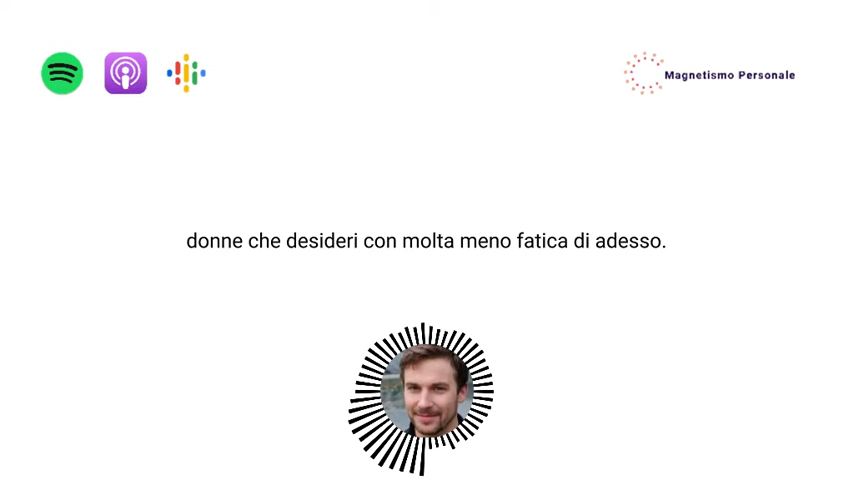 Magnetismo Personale
donne che desideri con molta meno fatica di adesso.